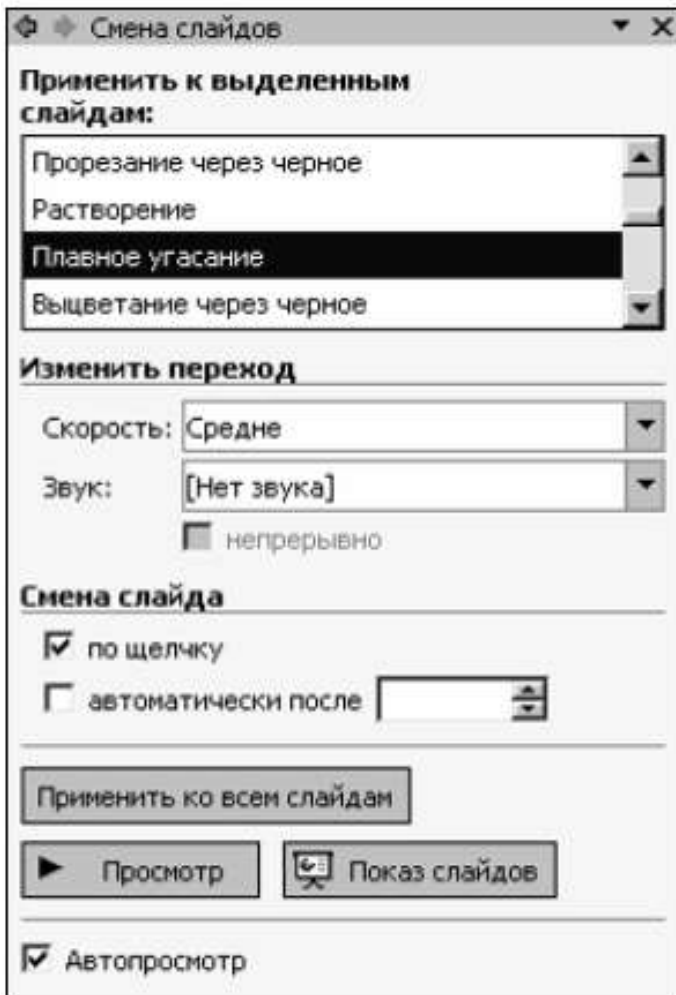 Смена слайдов
Применить к выделенным
слайдам:
Прорезание через черное
Растворение
Плавное угасание
Выцветание через черное
Изменить переход
Скорость: Средне
Звук: [Нет звука]
непрерывно
Смена слайда
по щелчку
автоматически после
Применить ко всем слайдам
Просмотр Показ слайдов
Автопросмотр